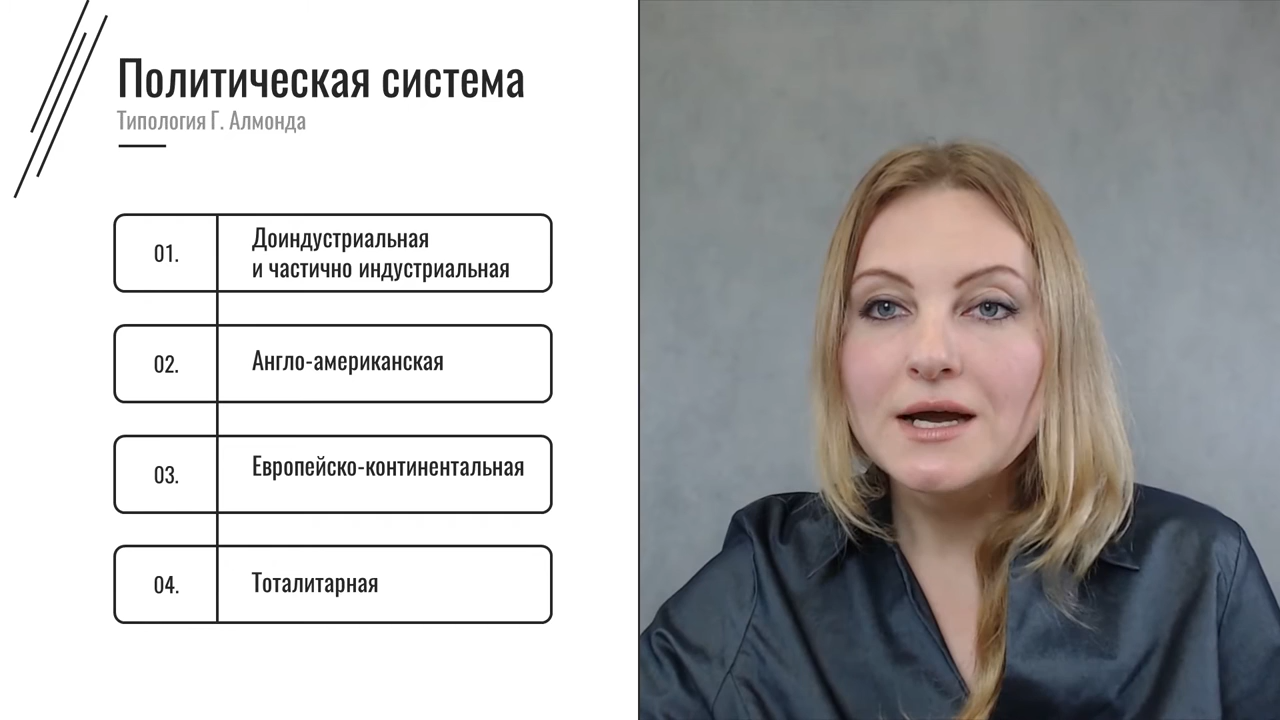 Политическая система
Типология Г. Алмонда
01.
Доиндустриальная
и частично индустриальная
02.
Англо-американская
03.
Европейско-континентальная
04.
Тоталитарная